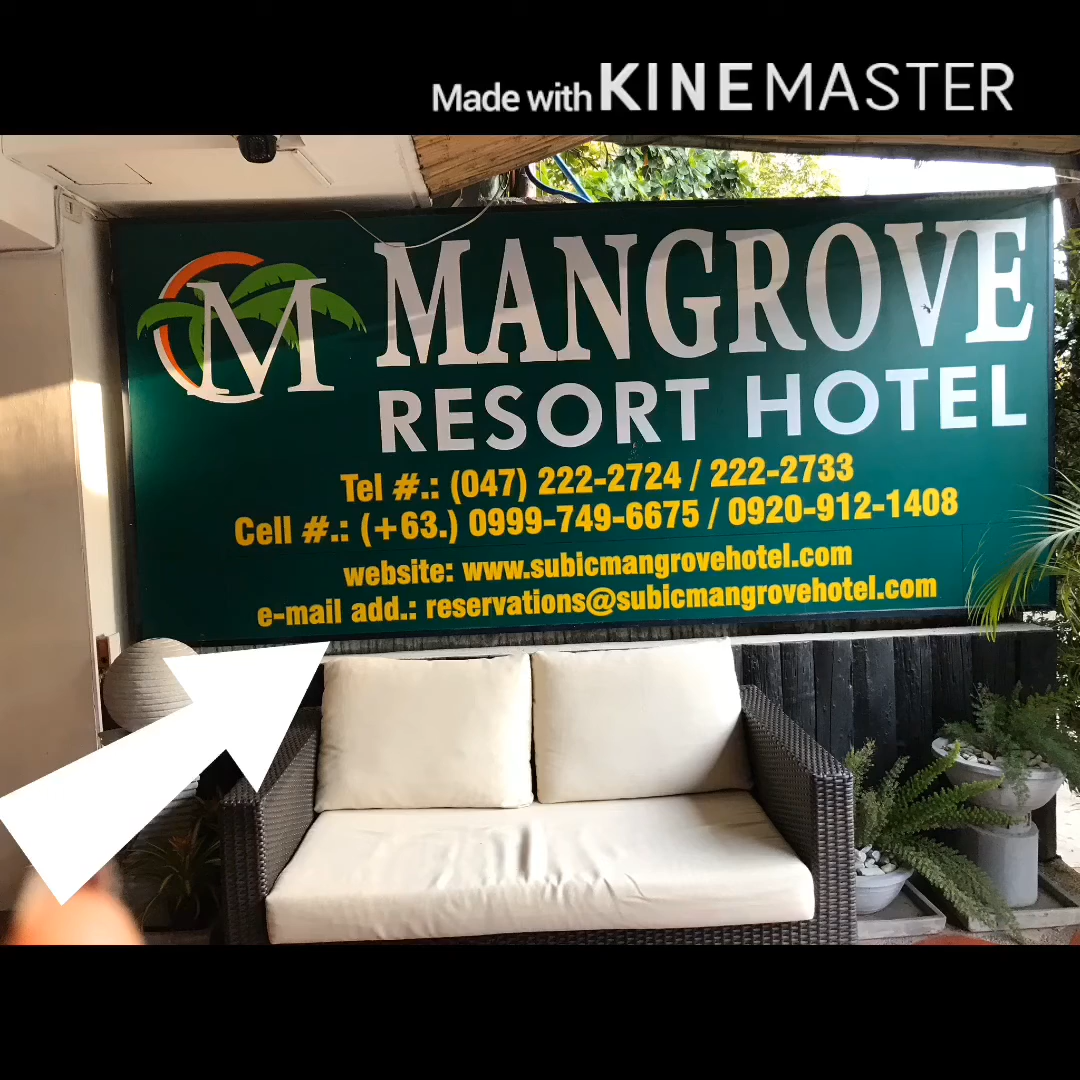 Made with KINEMASTER
M MANGROVE
RESORT HOTEL
Tel #.: (047) 222-2724 / 222-2733
Cell #.: (+63.) 0999-749-6675 / 0920-912-1408
website: www.subicmangrovehotel.com
e-mail add.: reservations@subicmangrovehotel.com